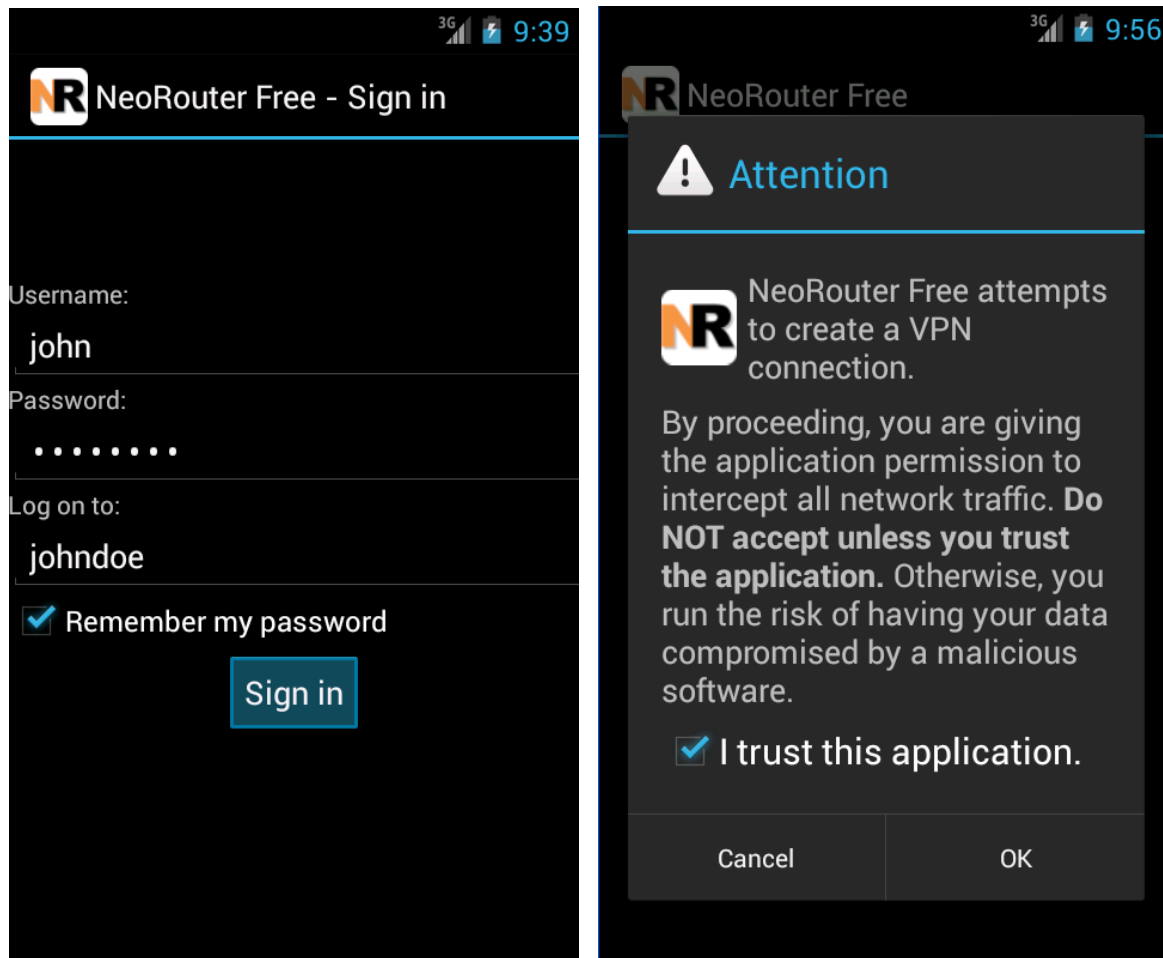 3G 9:39
NR NeoRouter Free - Sign in
Username:
john
Password:
........
Log on to:
johndoe
Remember my password
Sign in
3G 9:56
NR NeoRouter Free
! Attention
NR
NeoRouter Free attempts
to create a VPN
connection.
By proceeding, you are giving
the application permission to
intercept all network traffic. Do
NOT accept unless you trust
the application. Otherwise, you
run the risk of having your data
compromised by a malicious
software.
I trust this application.
Cancel OK